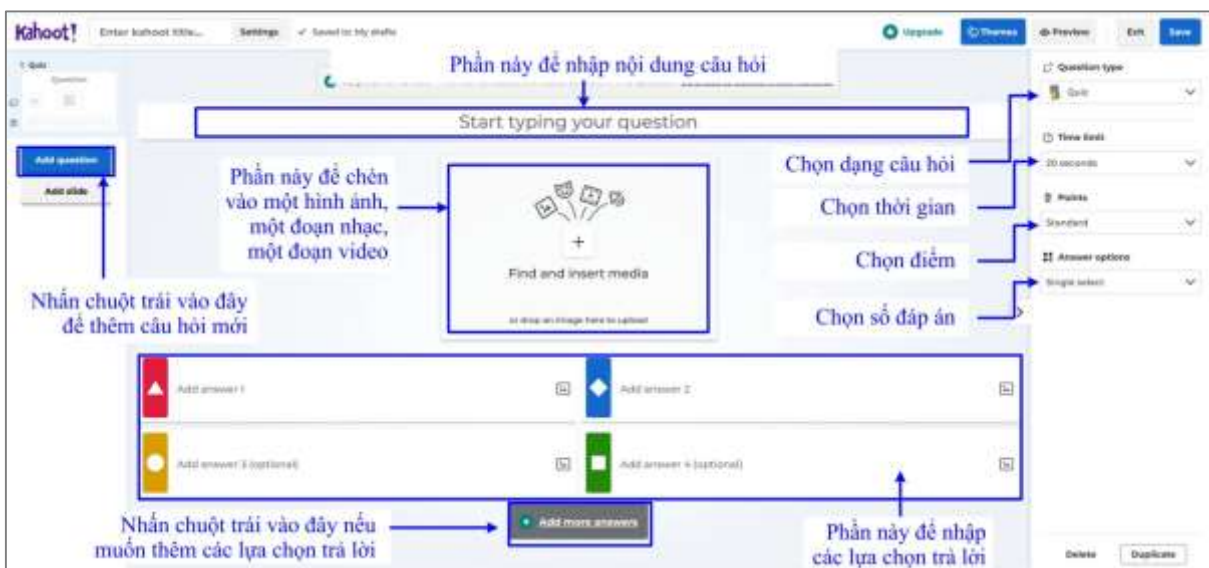 Kahoot! Enter kahoot title... Settings ✓ Saved to: My drafts Upgrade Themes Preview Exit Save
1 Quiz
Question
Phần này để nhập nội dung câu hỏi
Start typing your question
Add question
Add slide
Nhấn chuột trái vào đây
để thêm câu hỏi mới
Phần này để chèn
vào một hình ảnh,
một đoạn nhạc,
một đoạn video
Find and insert media
or drop an image here to upload
Chọn dạng câu hỏi
Chọn thời gian
Chọn điểm
Chọn số đáp án
Question type
Quiz
Time limit
20 seconds
Points
Standard
Answer options
Single select
Add answer 1
Add answer 2
Add answer 3 (optional)
Add answer 4 (optional)
Add more answers
Nhấn chuột trái vào đây nếu
muốn thêm các lựa chọn trả lời
Phần này để nhập
các lựa chọn trả lời
Delete Duplicate